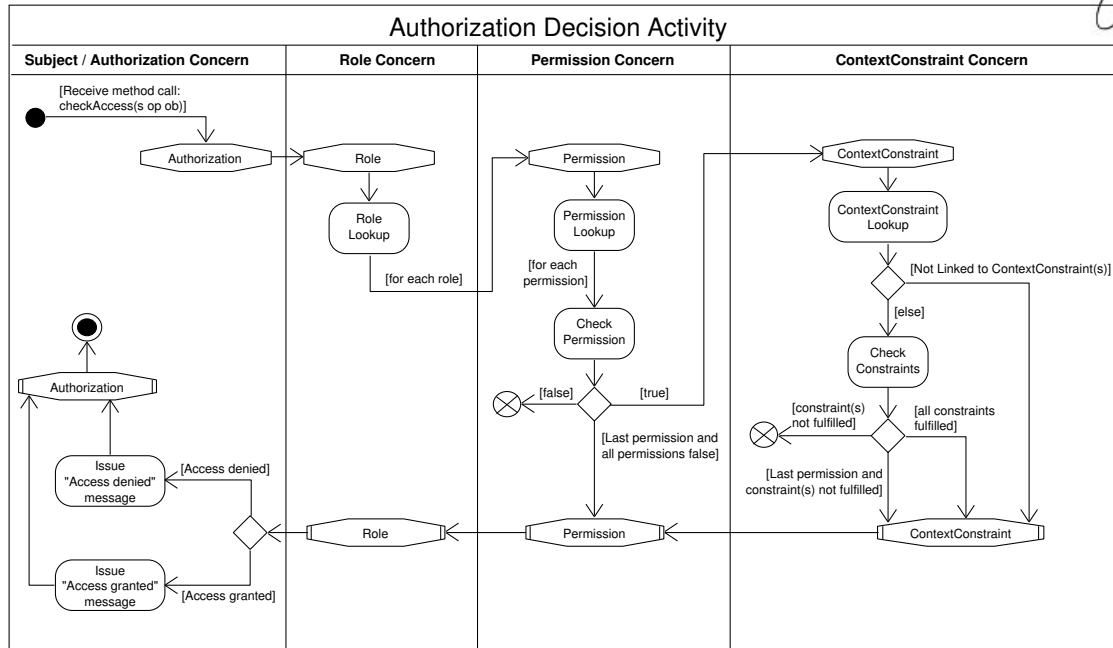 Authorization Decision Activity
Subject / Authorization Concern
Role Concern
Permission Concern
ContextConstraint Concern
[Receive method call:
checkAccess(s op ob)]
Authorization
Role
Permission
ContextConstraint
Role
Lookup
Permission
Lookup
ContextConstraint
Lookup
[for each role]
[for each
permission]
[Not Linked to ContextConstraint(s)]
[else]
Check
Permission
Check
Constraints
Authorization
[false]
[true]
[constraint(s)
not fulfilled]
[all constraints
fulfilled]
[Last permission and
all permissions false]
[Last permission and
constraint(s) not fulfilled]
Issue
"Access denied"
message
[Access denied]
Role
Permission
ContextConstraint
Issue
"Access granted"
message
[Access granted]